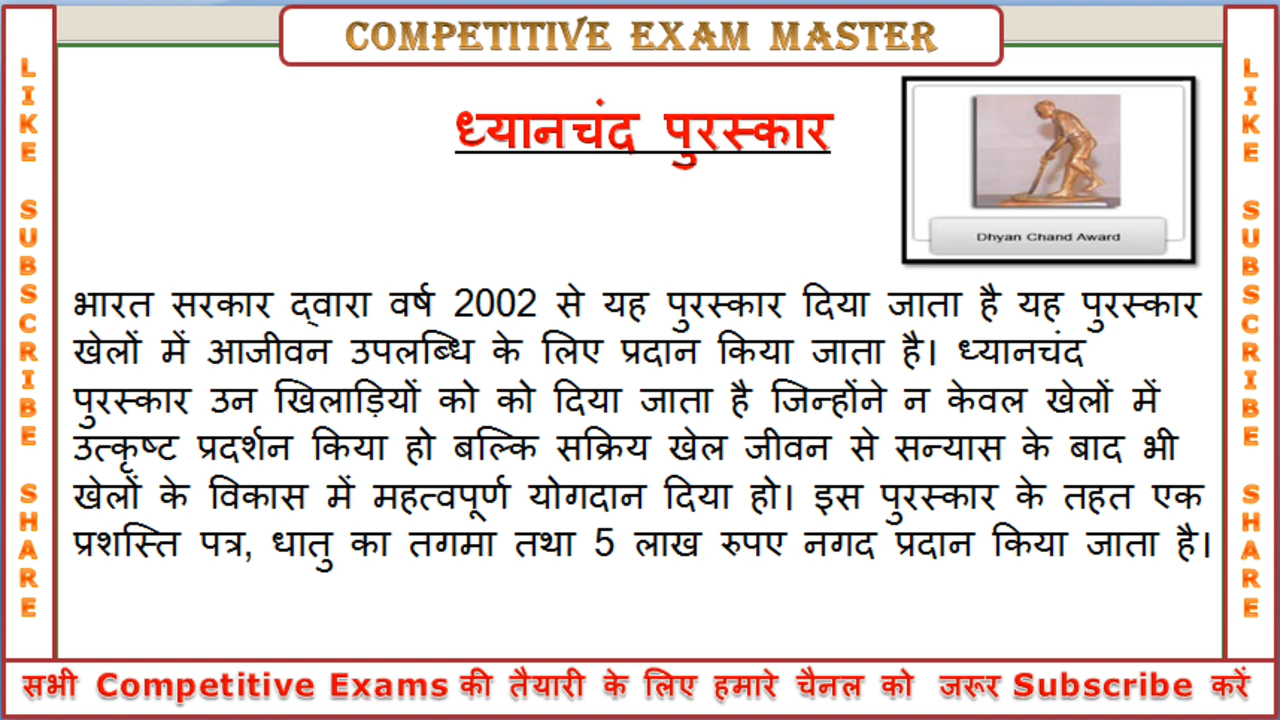 COMPETITIVE EXAM MASTER
LIKE SUBSCRIBE SHARE
ध्यानचंद पुरस्कार
Dhyan Chand Award
भारत सरकार द्वारा वर्ष 2002 से यह पुरस्कार दिया जाता है यह पुरस्कार
खेलों में आजीवन उपलब्धि के लिए प्रदान किया जाता है। ध्यानचंद
पुरस्कार उन खिलाड़ियों को को दिया जाता है जिन्होंने न केवल खेलों में
उत्कृष्ट प्रदर्शन किया हो बल्कि सक्रिय खेल जीवन से सन्यास के बाद भी
खेलों के विकास में महत्वपूर्ण योगदान दिया हो। इस पुरस्कार के तहत एक
प्रशस्ति पत्र, धातु का तगमा तथा 5 लाख रुपए नगद प्रदान किया जाता है।
LIKE SUBSCRIBE SHARE
सभी Competitive Exams की तैयारी के लिए हमारे चैनल को जरूर Subscribe करें